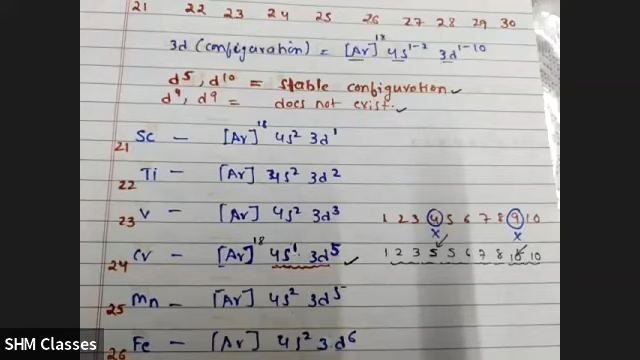 21 22 23 24 25 26 27 28 29 30
3d (configuration) = [Ar]¹⁸ 4s¹⁻² 3d¹⁻¹⁰
d⁵, d¹⁰ = stable configuration ✓
d⁴, d⁹ = does not exist ✓
21 Sc – [Ar]¹⁸ 4s² 3d¹
22 Ti – [Ar] 4s² 3d²
23 V – [Ar] 4s² 3d³
1 2 3 4 5 6 7 8 9 10
x x
24 Cr – [Ar]¹⁸ 4s¹ 3d⁵ ✓
1 2 3 5 5 6 7 8 10 10
25 Mn – [Ar] 4s² 3d⁵
26 Fe – [Ar] 4s² 3d⁶
SHM Classes